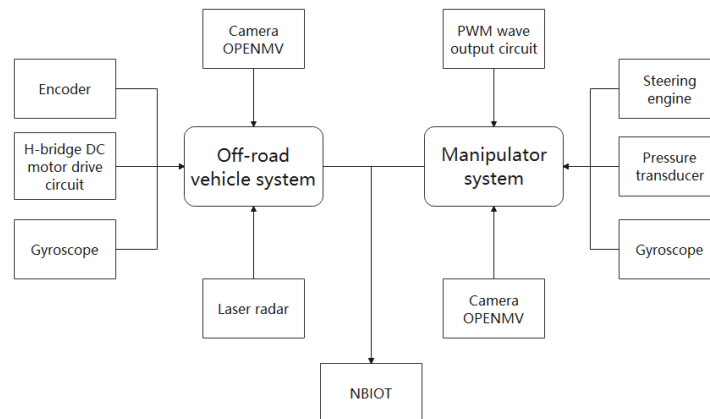 Camera
OPENMV
PWM wave
output circuit
Encoder
Steering
engine
H-bridge DC
motor drive
circuit
Off-road
vehicle system
Manipulator
system
Pressure
transducer
Gyroscope
Gyroscope
Laser radar
Camera
OPENMV
NBIOT